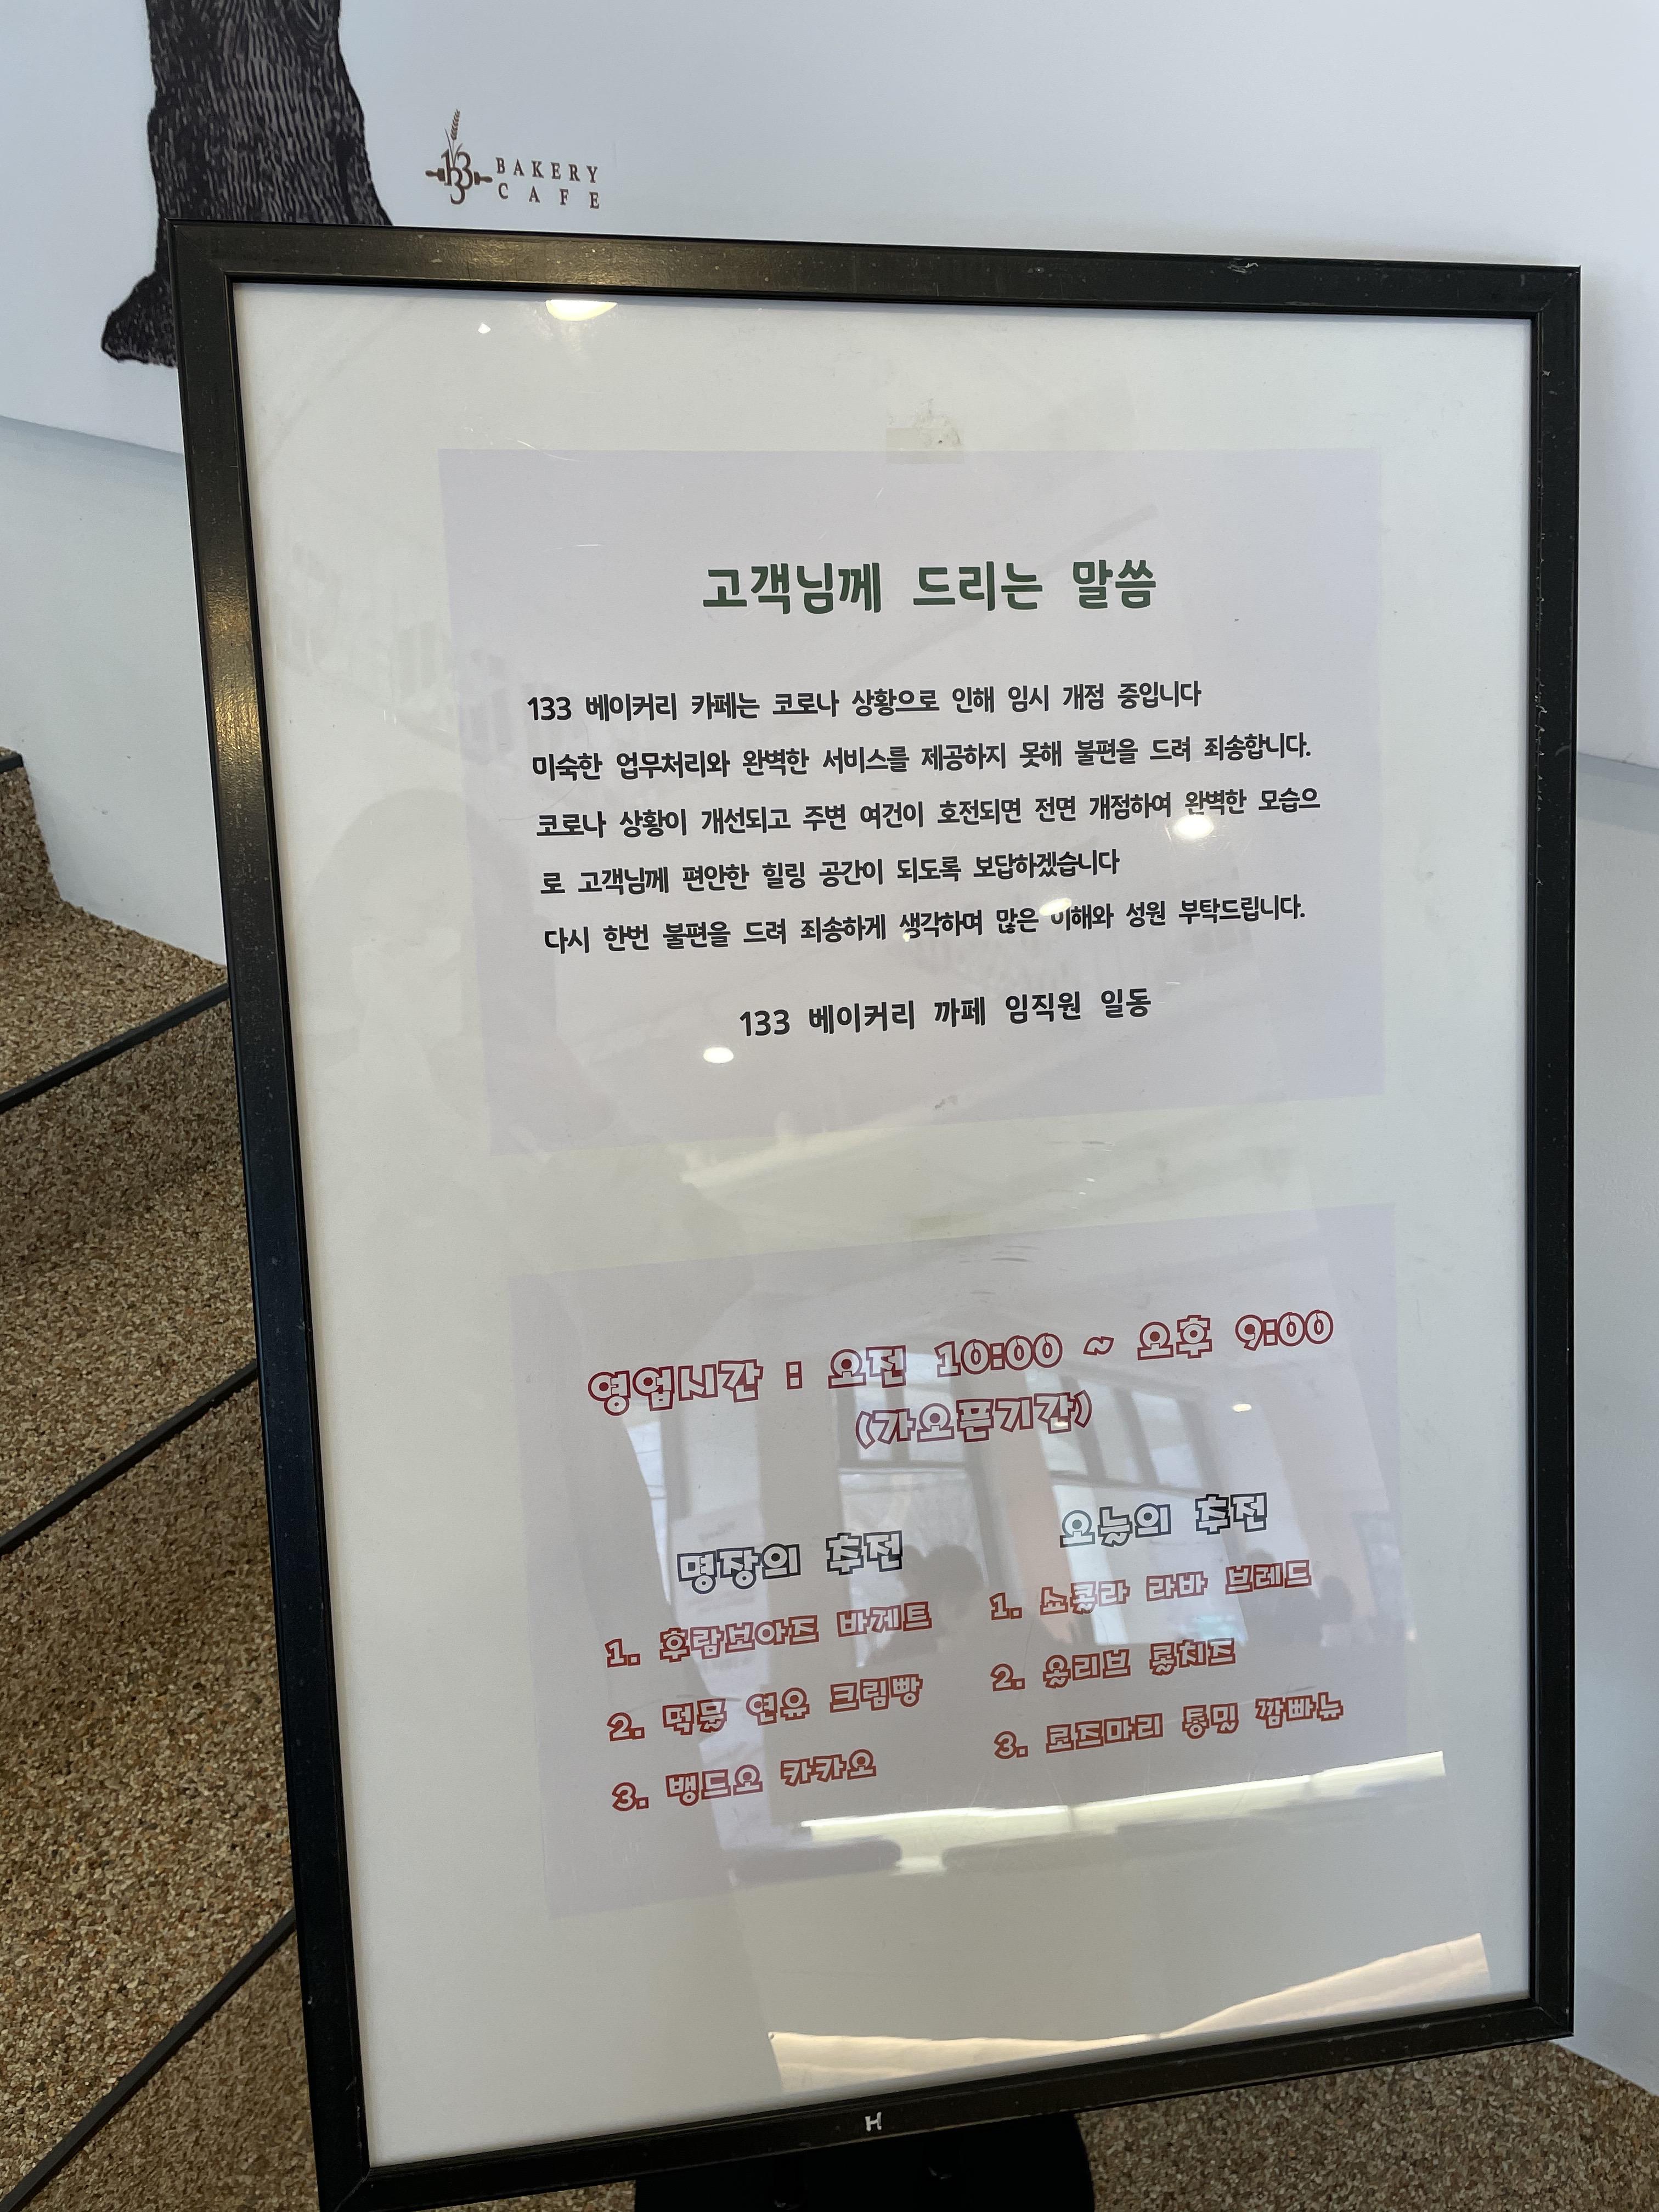 133 BAKERY
CAFE
고객님께 드리는 말씀
133 베이커리 카페는 코로나 상황으로 인해 임시 개점 중입니다
미숙한 업무처리와 완벽한 서비스를 제공하지 못해 불편을 드려 죄송합니다.
코로나 상황이 개선되고 주변 여건이 호전되면 전면 개점하여 완벽한 모습으
로 고객님께 편안한 힐링 공간이 되도록 보답하겠습니다
다시 한번 불편을 드려 죄송하게 생각하며 많은 이해와 성원 부탁드립니다.
133 베이커리 까페 임직원 일동
영업시간 : 오전 10:00 ~ 오후 9:00
(가오픈기간)
명장의 추전
1. 후람보아즈 바게트
2. 떡물 연유 크림빵
3. 뱅드오 카카오
오늘의 추전
1. 쇼콜라 라바 브레드
2. 올리브 롤치즈
3. 로즈마리 통밀 깜빠뉴
H